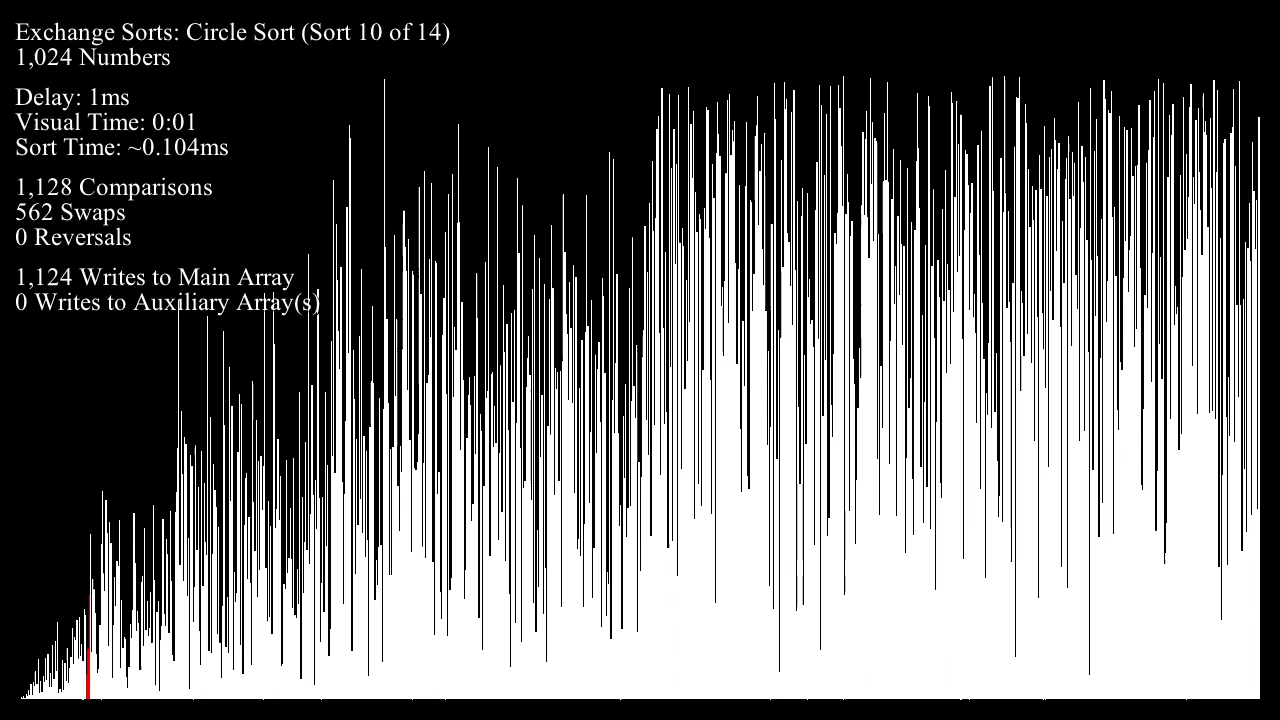 Exchange Sorts: Circle Sort (Sort 10 of 14)
1,024 Numbers
Delay: 1ms
Visual Time: 0:01
Sort Time: ~0.104ms
1,128 Comparisons
562 Swaps
0 Reversals
1,124 Writes to Main Array
0 Writes to Auxiliary Array(s)